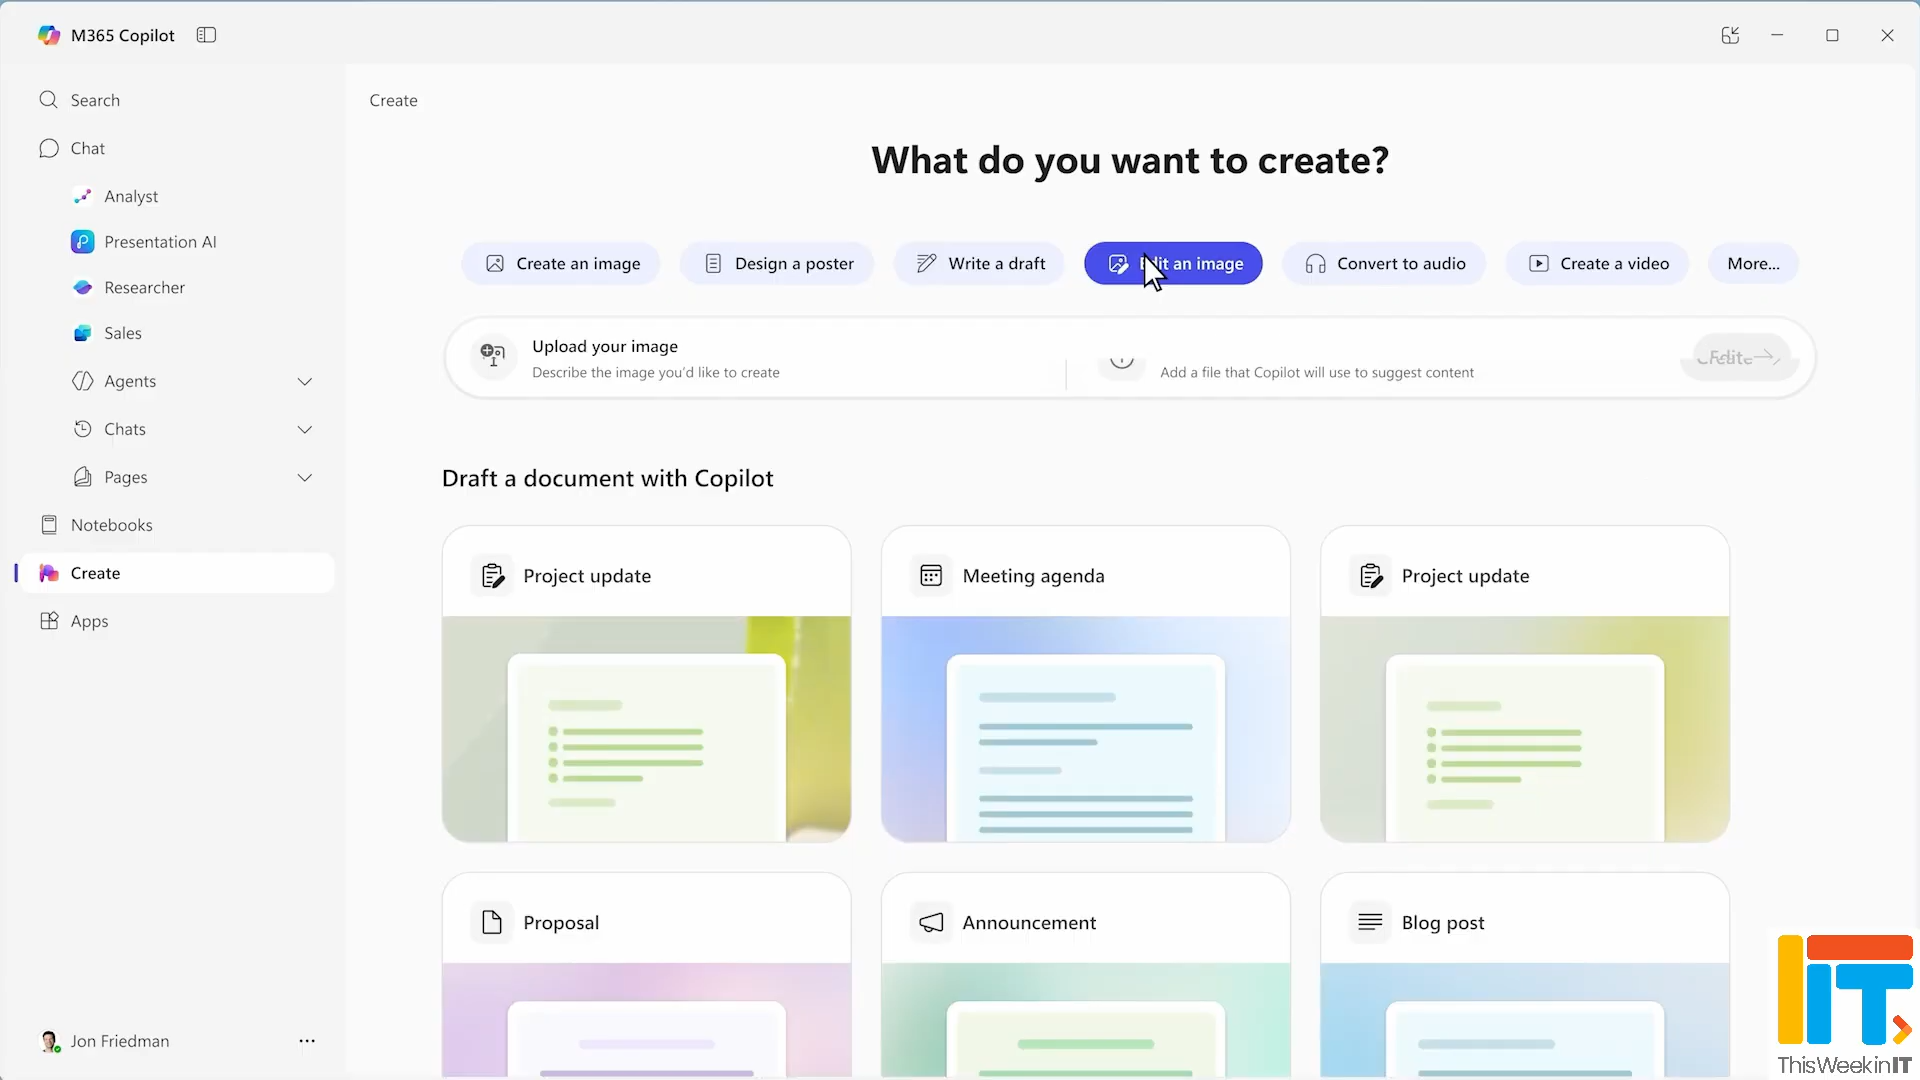 M365 Copilot
Search
Chat
Analyst
Presentation AI
Researcher
Sales
Agents
Chats
Pages
Notebooks
Create
Apps
Jon Friedman
Create
What do you want to create?
Create an image
Design a poster
Write a draft
Edit an image
Convert to audio
Create a video
More...
Upload your image
Describe the image you'd like to create
Add a file that Copilot will use to suggest content
Edit
Draft a document with Copilot
Project update
Meeting agenda
Project update
Proposal
Announcement
Blog post
IT
ThisWeekinIT